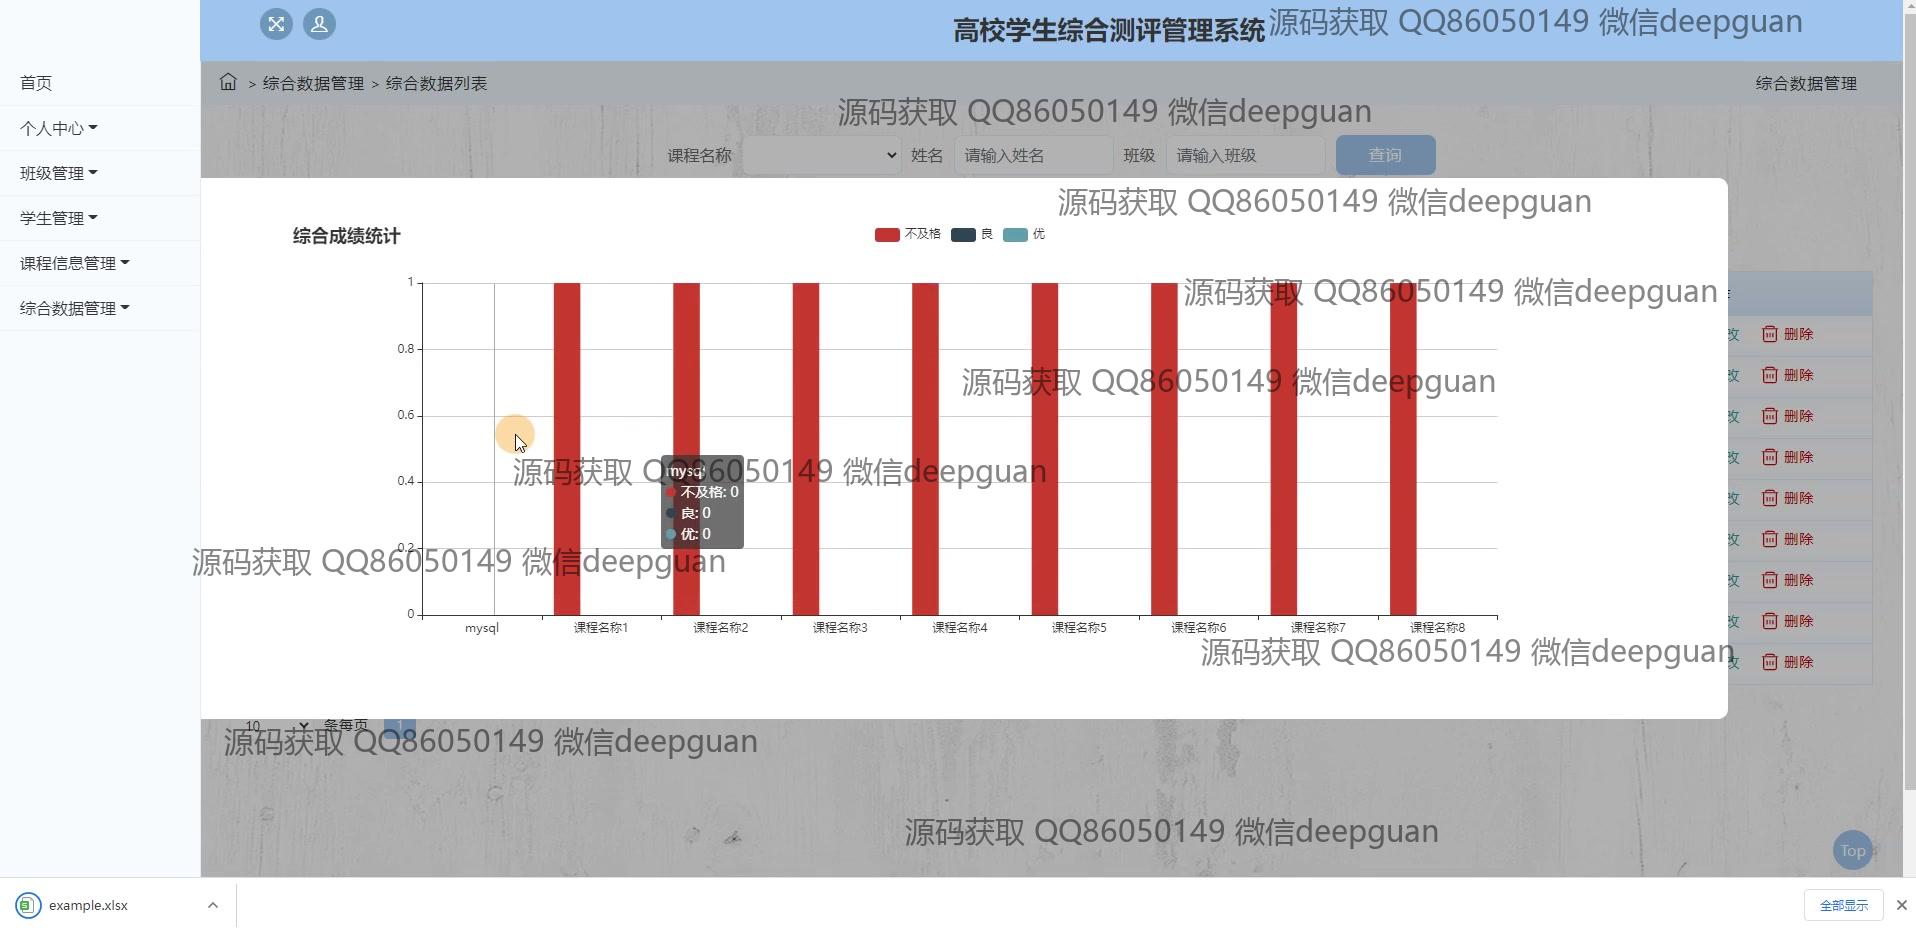 高校学生综合测评管理系统
源码获取 QQ86050149 微信deepguan
首页
个人中心
班级管理
学生管理
课程信息管理
综合数据管理
> 综合数据管理 > 综合数据列表
综合数据管理
源码获取 QQ86050149 微信deepguan
课程名称 姓名 请输入姓名 班级 请输入班级 查询
源码获取 QQ86050149 微信deepguan
综合成绩统计
不及格 良 优
源码获取 QQ86050149 微信deepguan
1
0.8
0.6
0.4
0.2
0
源码获取 QQ86050149 微信deepguan
源码获取 QQ86050149 微信deepguan
mysql
不及格: 0
良: 0
优: 0
源码获取 QQ86050149 微信deepguan
mysql 课程名称1 课程名称2 课程名称3 课程名称4 课程名称5 课程名称6 课程名称7 课程名称8
源码获取 QQ86050149 微信deepguan
改 删除
改 删除
改 删除
改 删除
改 删除
改 删除
改 删除
改 删除
改 删除
10 条每页 1
源码获取 QQ86050149 微信deepguan
源码获取 QQ86050149 微信deepguan
Top
example.xlsx
全部显示